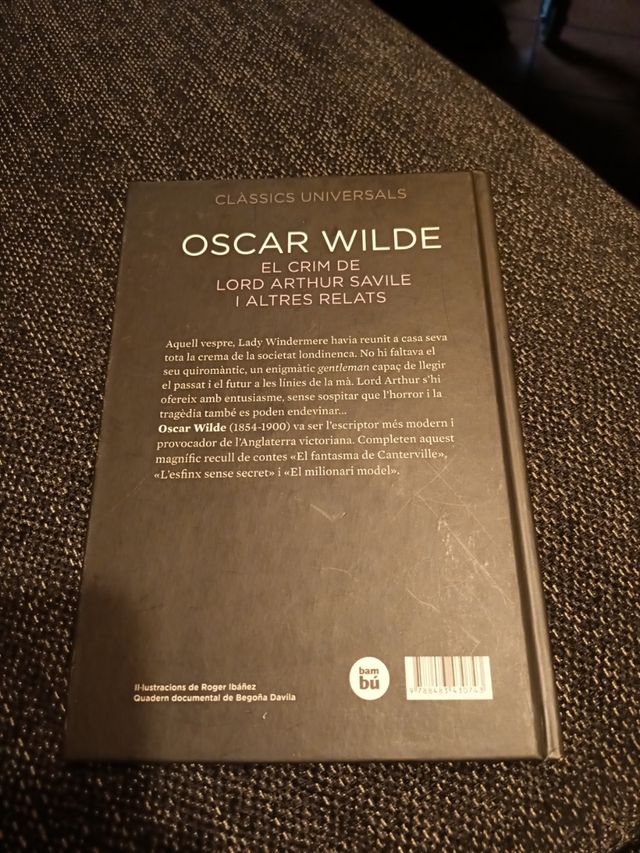 CLÀSSICS UNIVERSALS
OSCAR WILDE
EL CRIM DE
LORD ARTHUR SAVILE
I ALTRES RELATS
Aquell vespre, Lady Windermere havia reunit a casa seva
tota la crema de la societat londinenca. No hi faltava el
seu quiromàntic, un enigmàtic gentleman capaç de llegir
el passat i el futur a les línies de la mà. Lord Arthur s'hi
ofereix amb entusiasme, sense sospitar que l'horror i la
tragèdia també es poden endevinar...
Oscar Wilde (1854-1900) va ser l'escriptor més modern i
provocador de l'Anglaterra victoriana. Completen aquest
magnífic recull de contes «El fantasma de Canterville»,
«L'esfinx sense secret» i «El milionari model».
Il·lustracions de Roger Ibáñez
Quadern documental de Begoña Davila
bam
bú
9 788483 430743